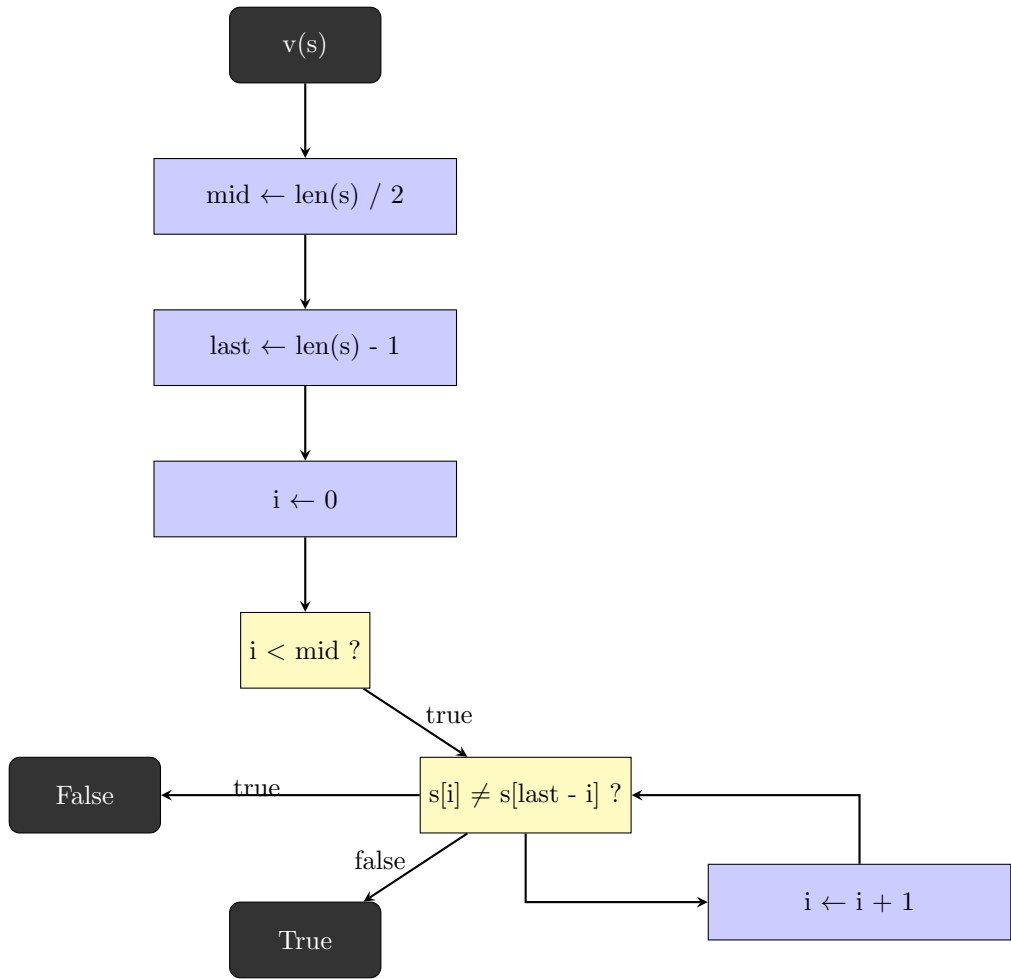 v(s)
mid ← len(s) / 2
last ← len(s) - 1
i ← 0
i < mid ?
true
False
true
s[i] ≠ s[last - i] ?
false
i ← i + 1
True